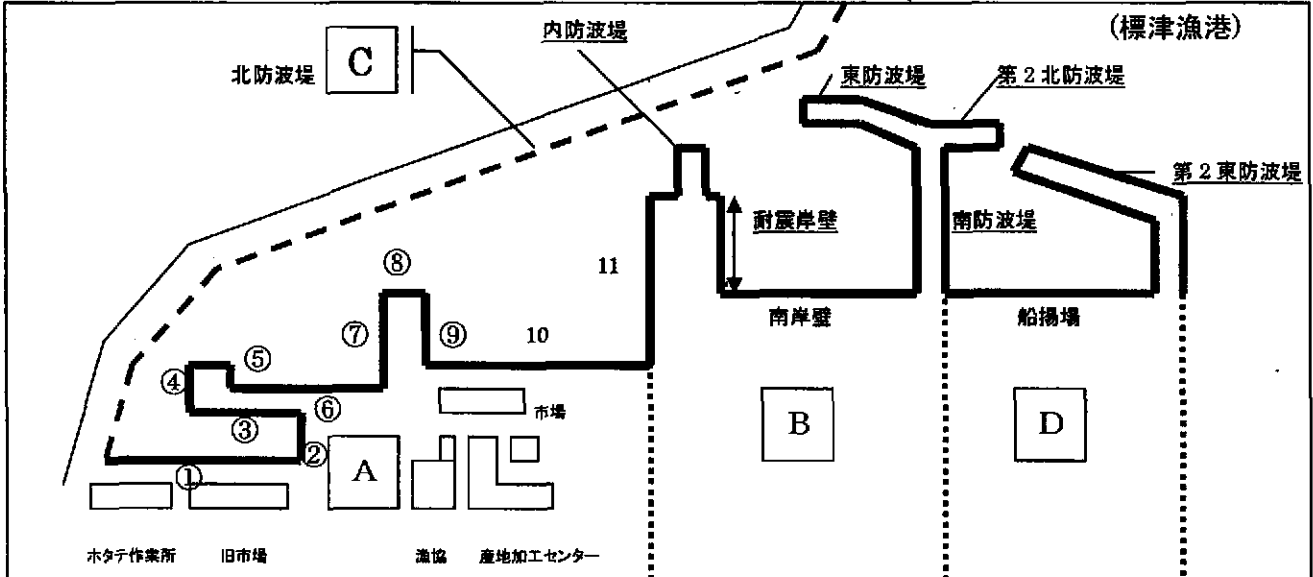 (標津漁港)
内防波堤
北防波堤
C
東防波堤
第2北防波堤
第2東防波堤
耐震岸壁
南防波堤
⑧
11
⑦
⑨
10
南岸壁
船揚場
⑤
④
⑥
市場
③
②
①
A
B
D
ホタテ作業所
旧市場
漁協
産地加工センター